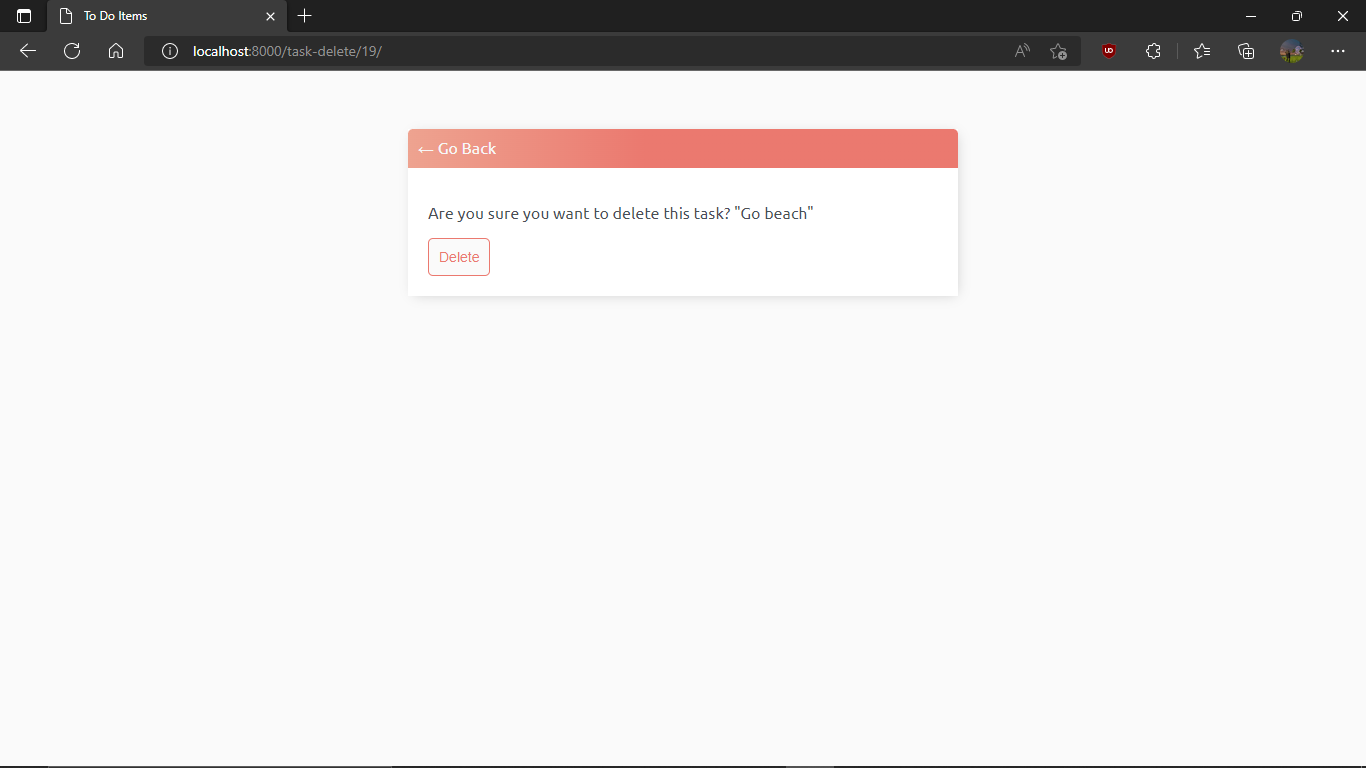 To Do Items
localhost:8000/task-delete/19/
← Go Back
Are you sure you want to delete this task? "Go beach"
Delete